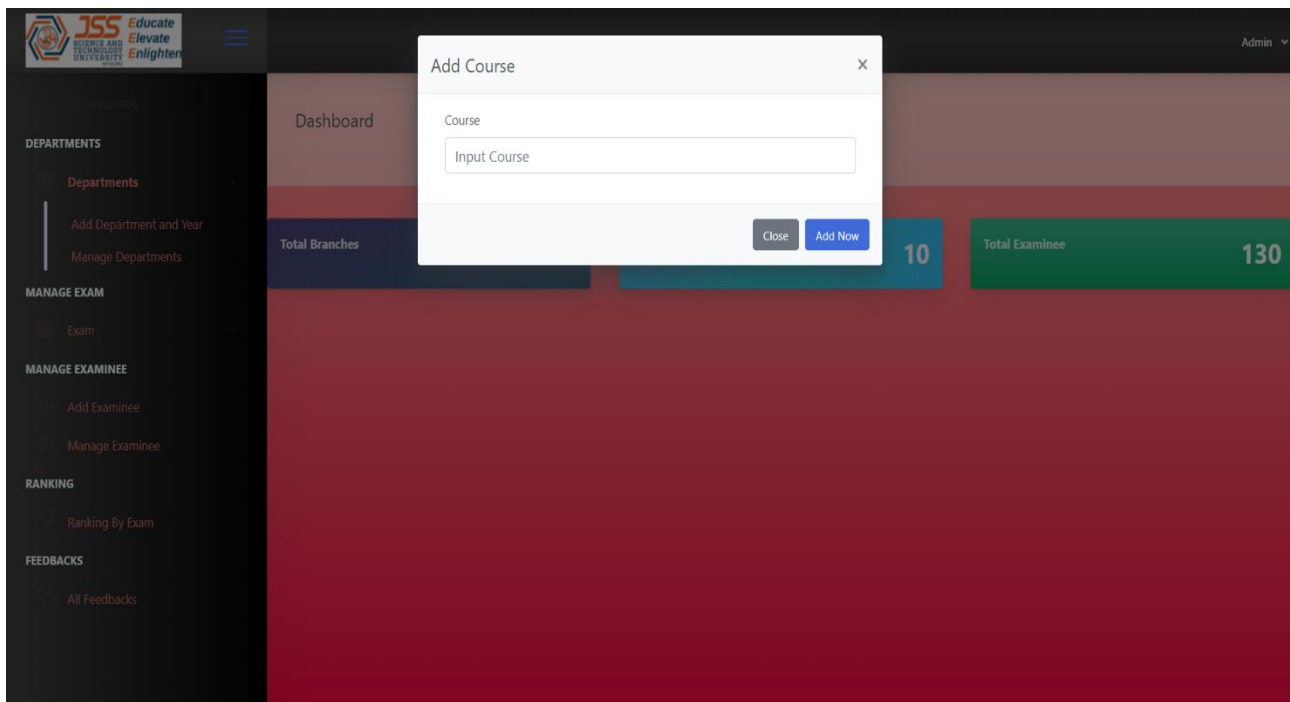 JSS
SCIENCE AND
TECHNOLOGY
UNIVERSITY
Educate
Elevate
Enlighten
Admin
DASHBOARDS
DEPARTMENTS
Departments
Add Department and Year
Manage Departments
MANAGE EXAM
Exam
MANAGE EXAMINEE
Add Examinee
Manage Examinee
RANKING
Ranking By Exam
FEEDBACKS
All Feedbacks
Dashboard
Add Course
×
Course
Input Course
Close
Add Now
Total Branches
10
Total Examinee
130